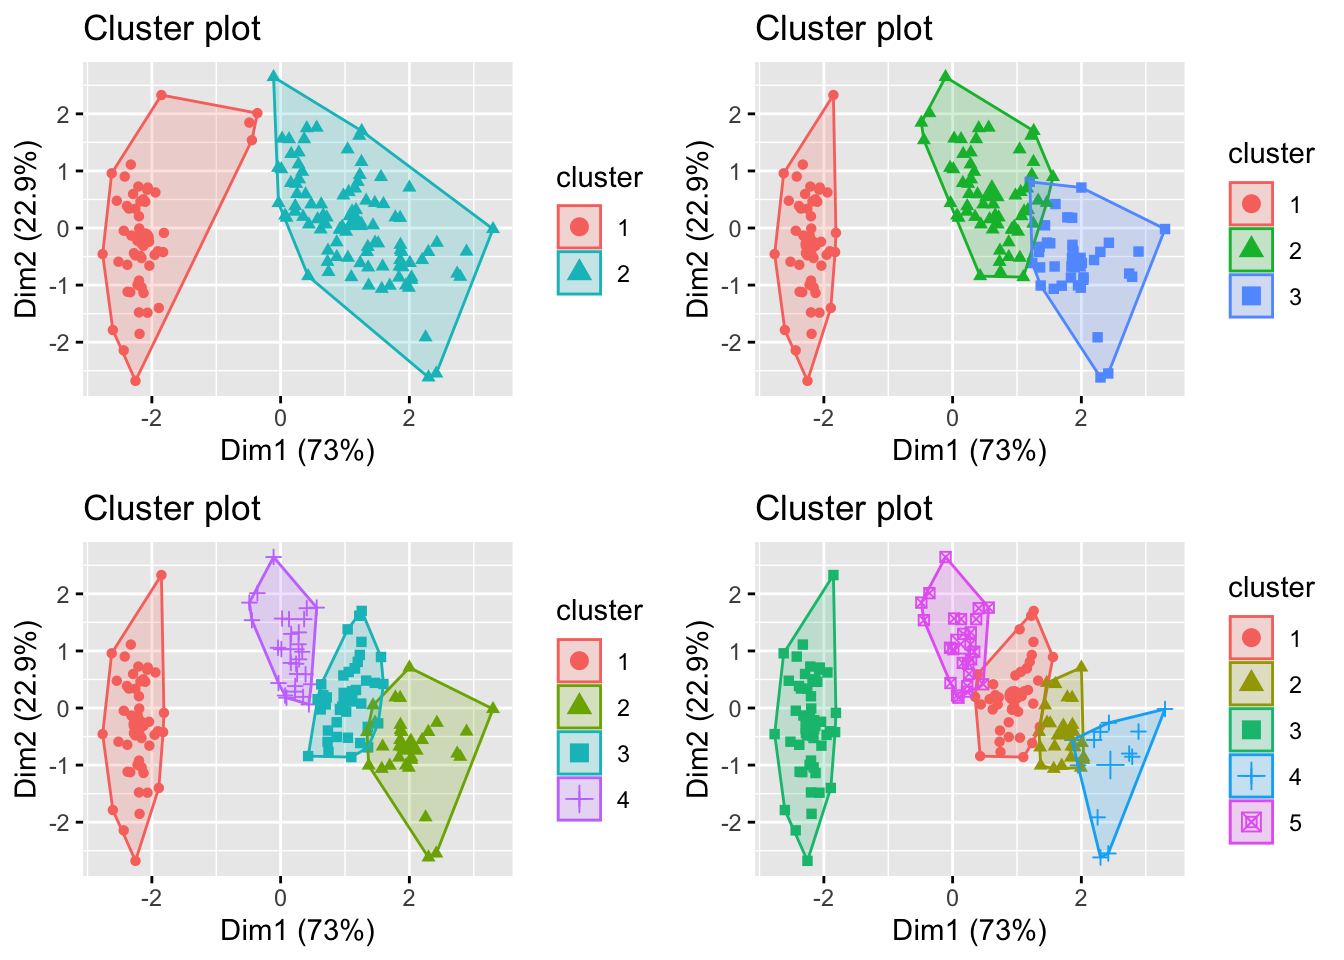 Cluster plot
Dim2 (22.9%)
2
1
0
-1
-2
-2 0 2
Dim1 (73%)
cluster
1
2
Cluster plot
Dim2 (22.9%)
2
1
0
-1
-2
-2 0 2
Dim1 (73%)
cluster
1
2
3
Cluster plot
Dim2 (22.9%)
2
1
0
-1
-2
-2 0 2
Dim1 (73%)
cluster
1
2
3
4
Cluster plot
Dim2 (22.9%)
2
1
0
-1
-2
-2 0 2
Dim1 (73%)
cluster
1
2
3
4
5